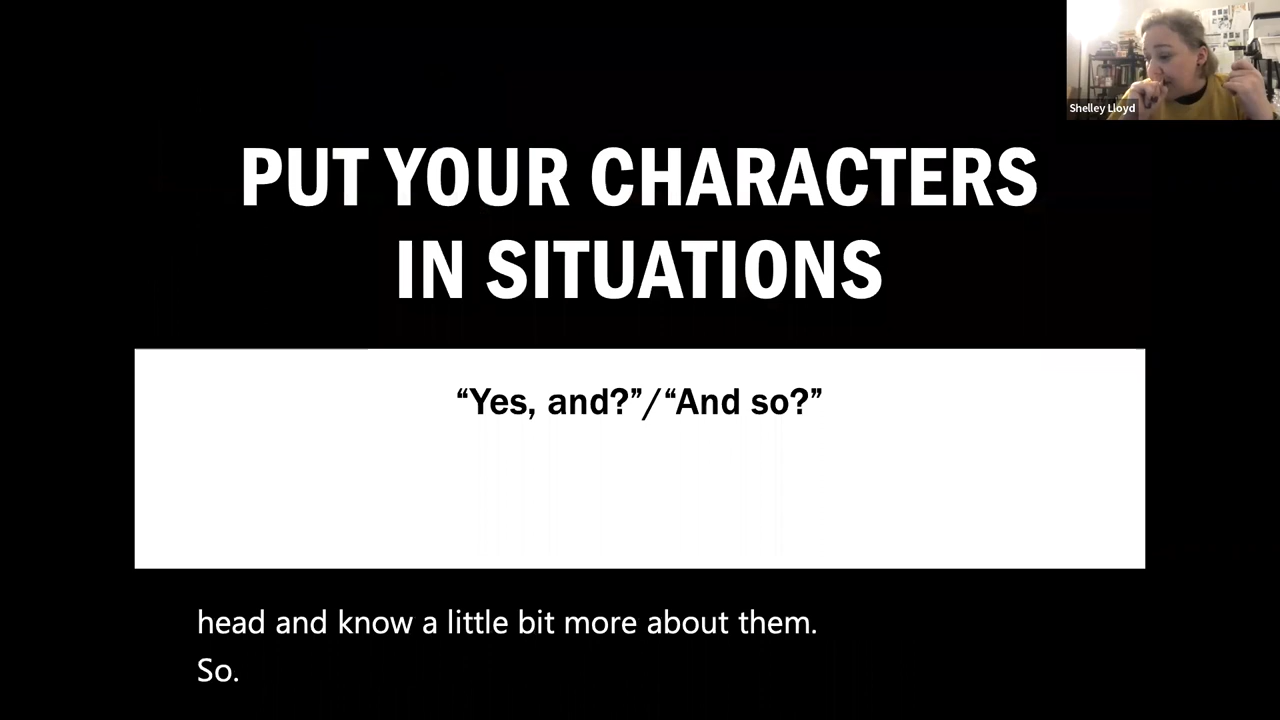 Shelley Lloyd
PUT YOUR CHARACTERS
IN SITUATIONS
“Yes, and?”/“And so?”
head and know a little bit more about them.
So.